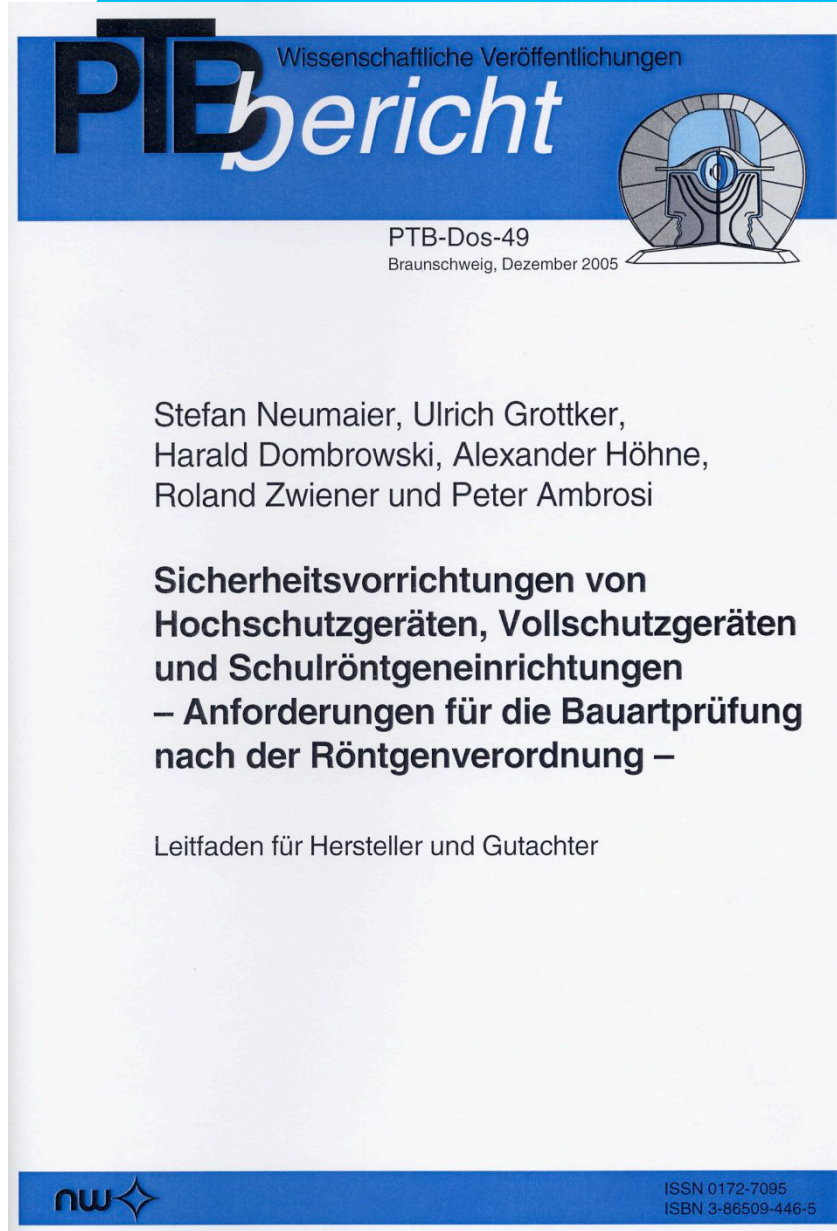 Wissenschaftliche Veröffentlichungen
PTB bericht
PTB-Dos-49
Braunschweig, Dezember 2005
Stefan Neumaier, Ulrich Grottker,
Harald Dombrowski, Alexander Höhne,
Roland Zwiener und Peter Ambrosi
Sicherheitsvorrichtungen von
Hochschutzgeräten, Vollschutzgeräten
und Schulröntgeneinrichtungen
– Anforderungen für die Bauartprüfung
nach der Röntgenverordnung –
Leitfaden für Hersteller und Gutachter
nw
ISSN 0172-7095
ISBN 3-86509-446-5